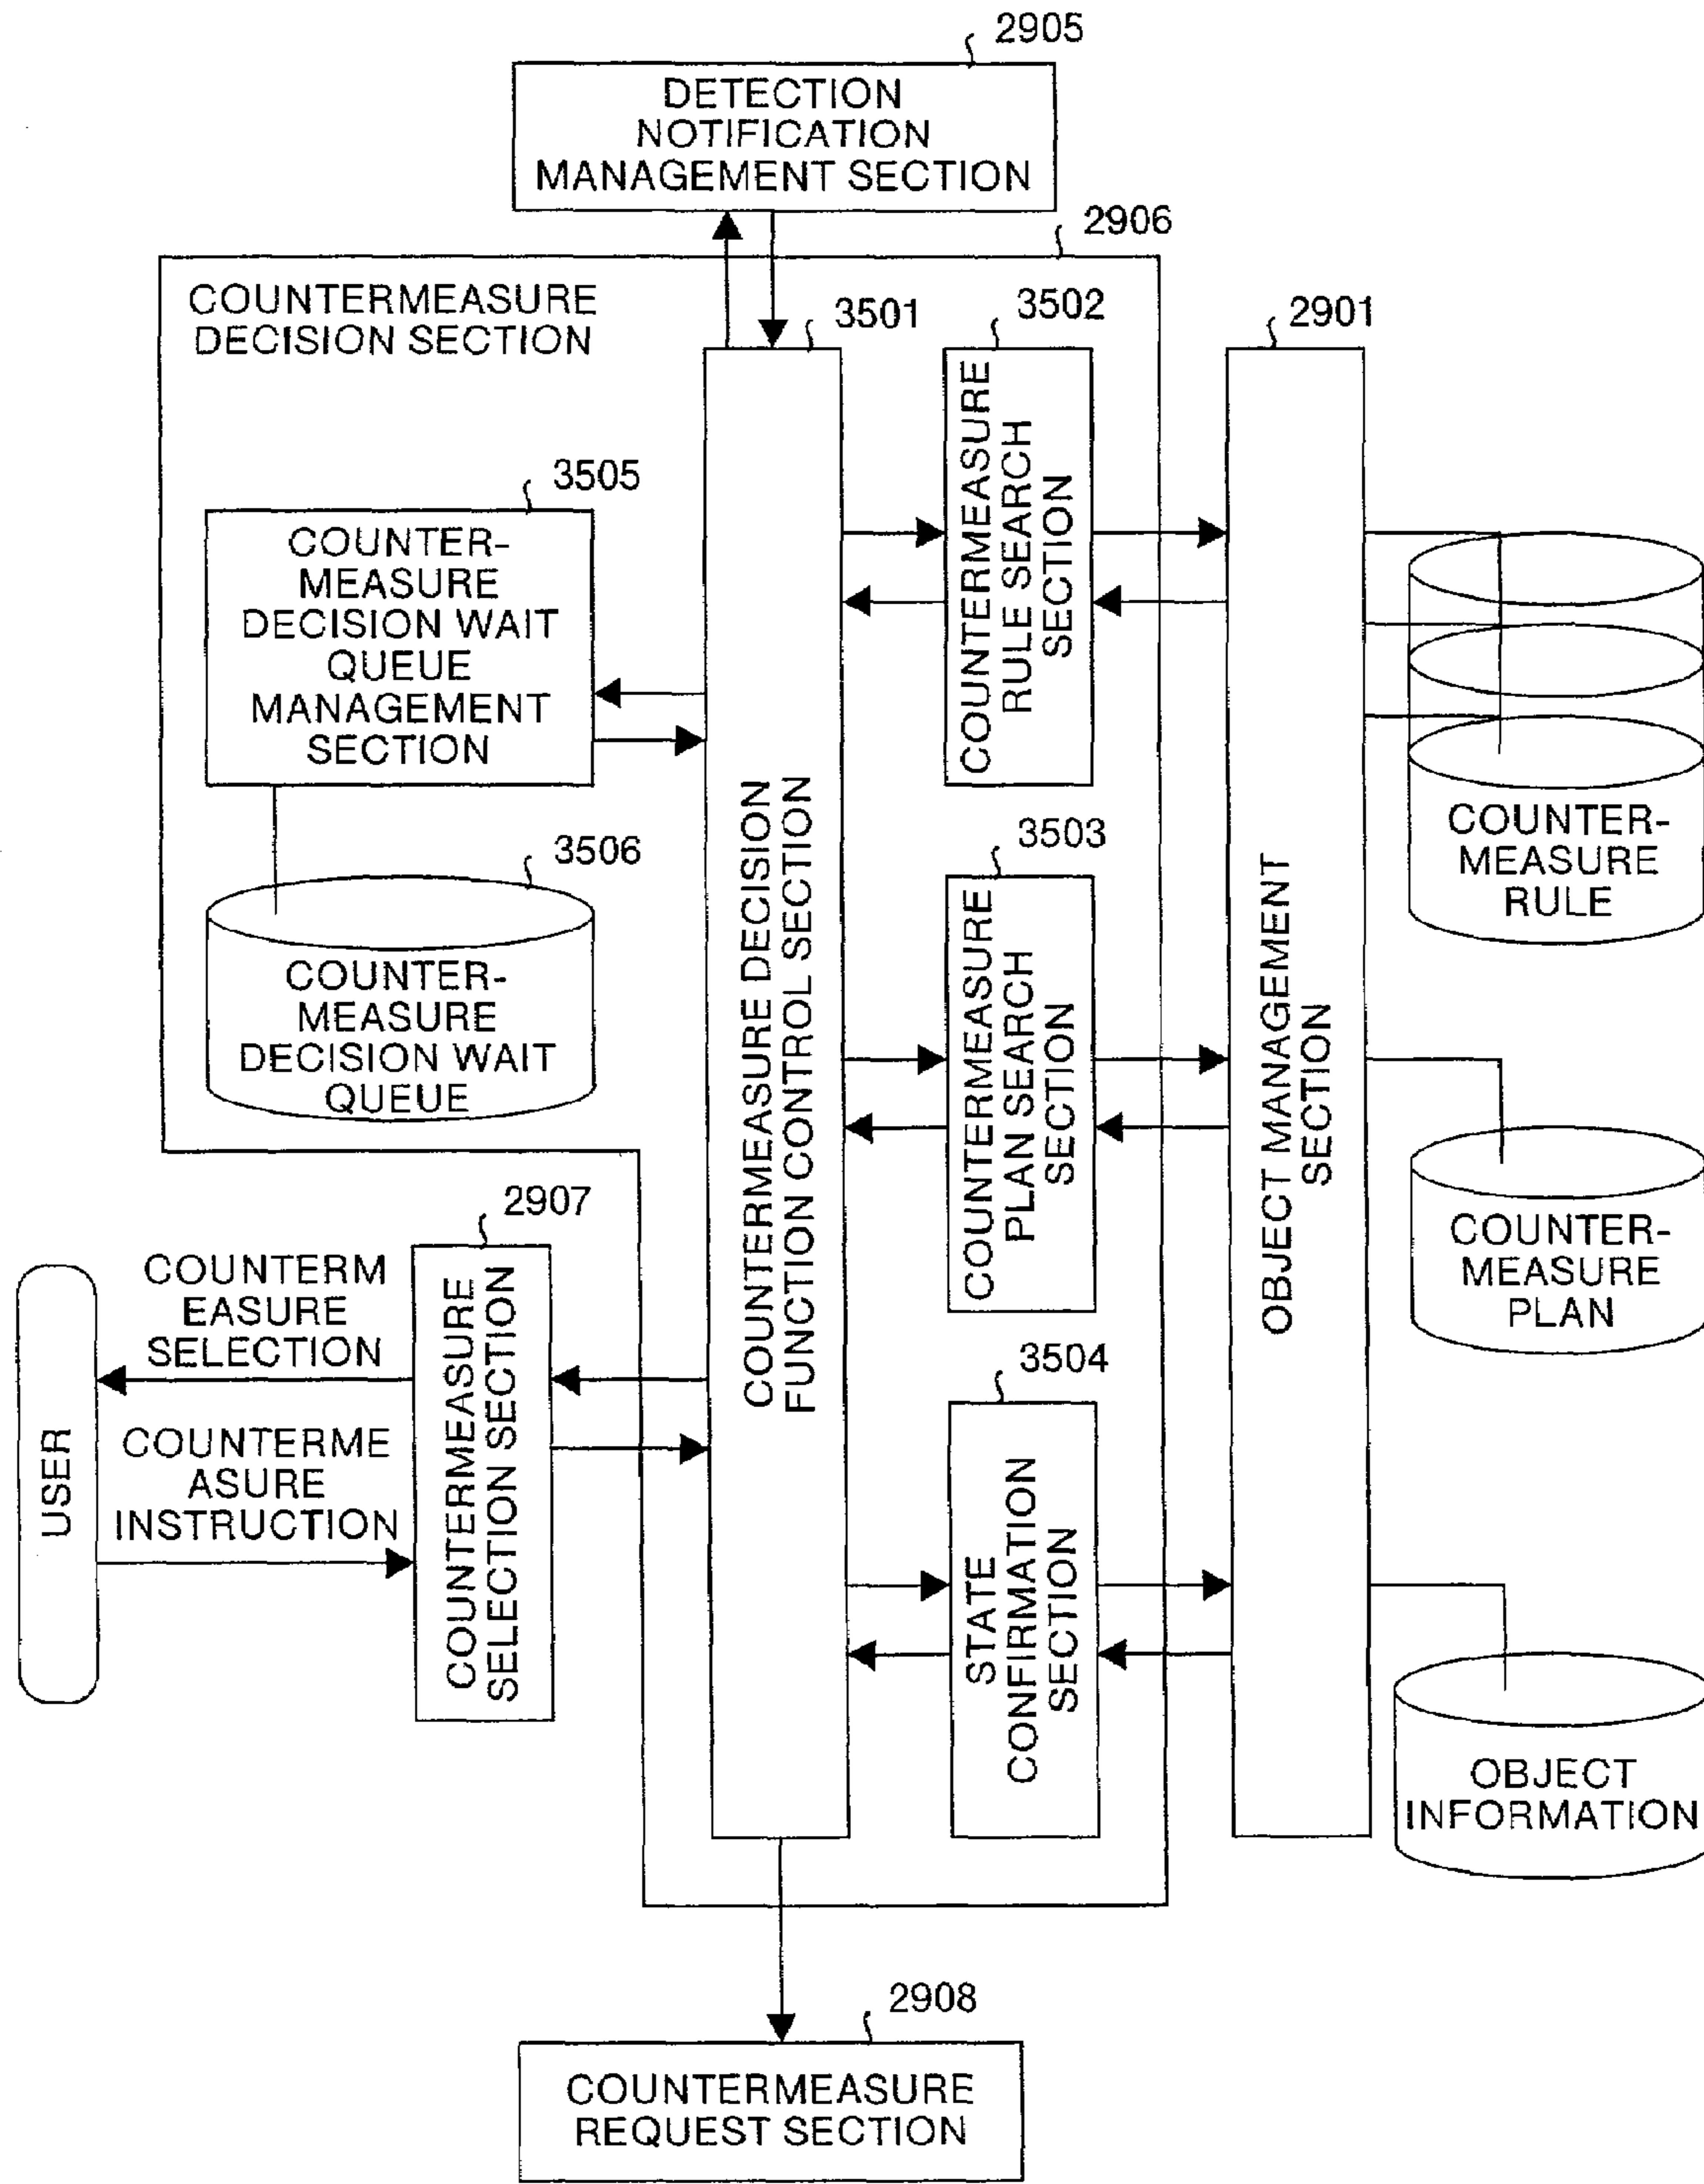 2905
DETECTION
NOTIFICATION
MANAGEMENT SECTION
2906
COUNTERMEASURE
DECISION SECTION
3501
3502
2901
COUNTERMEASURE
RULE SEARCH
SECTION
3505
COUNTER-
MEASURE
DECISION WAIT
QUEUE
MANAGEMENT
SECTION
COUNTER-
MEASURE
RULE
3506
COUNTER-
MEASURE
DECISION WAIT
QUEUE
COUNTERMEASURE DECISION
FUNCTION CONTROL SECTION
3503
COUNTERMEASURE
PLAN SEARCH
SECTION
OBJECT MANAGEMENT
SECTION
COUNTER-
MEASURE
PLAN
2907
COUNTERM
EASURE
SELECTION
USER
COUNTERME
ASURE
INSTRUCTION
COUNTERMEASURE
SELECTION SECTION
3504
STATE
CONFIRMATION
SECTION
OBJECT
INFORMATION
2908
COUNTERMEASURE
REQUEST SECTION